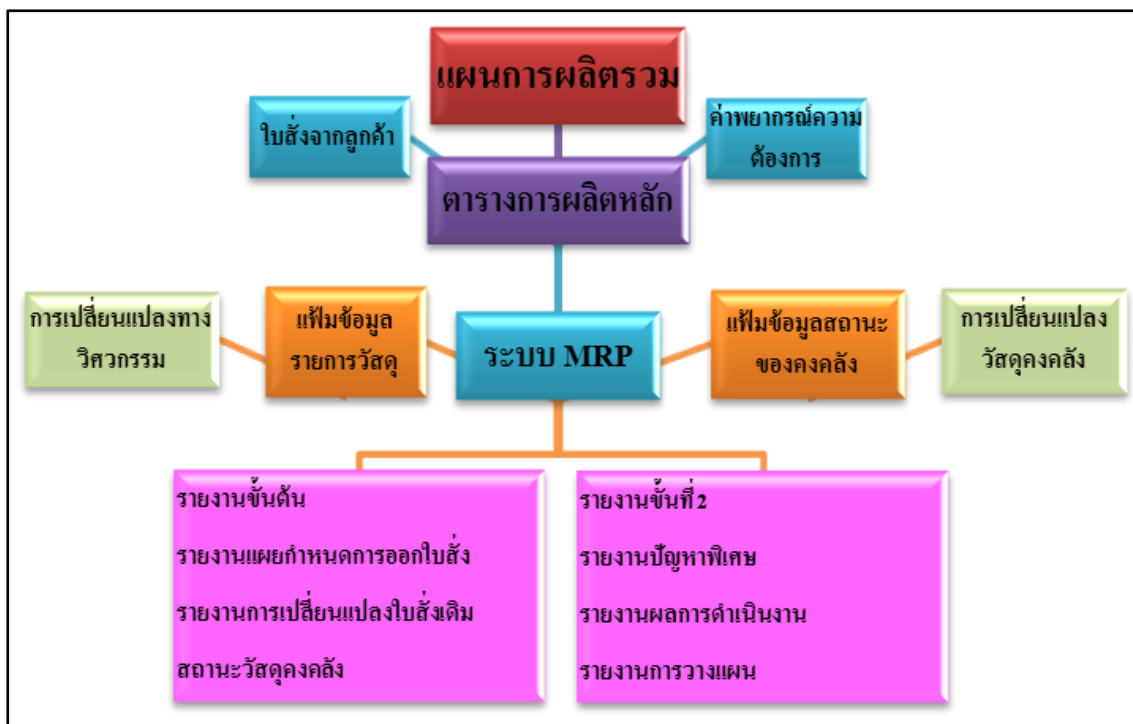 แผนการผลิตรวม
ใบสั่งจากลูกค้า
ค่าพยากรณ์ความ
ต้องการ
ตารางการผลิตหลัก
การเปลี่ยนแปลงทาง
วิศวกรรม
แฟ้มข้อมูล
รายการวัสดุ
ระบบ MRP
แฟ้มข้อมูลสถานะ
ของคงคลัง
การเปลี่ยนแปลง
วัสดุคงคลัง
รายงานขั้นต้น
รายงานแผยกำหนดการออกใบสั่ง
รายงานการเปลี่ยนแปลงใบสั่งเดิม
สถานะวัสดุคงคลัง
รายงานขั้นที่ 2
รายงานปัญหาพิเศษ
รายงานผลการดำเนินงาน
รายงานการวางแผน